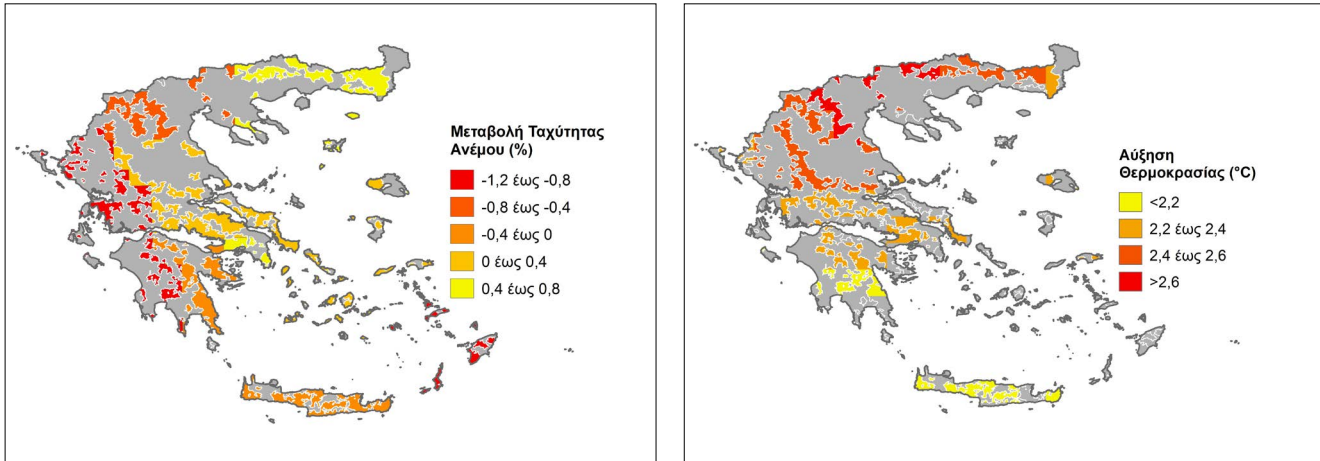 Μεταβολή Ταχύτητας
Ανέμου (%)
-1,2 έως -0,8
-0,8 έως -0,4
-0,4 έως 0
0 έως 0,4
0,4 έως 0,8
Αύξηση
Θερμοκρασίας (°C)
<2,2
2,2 έως 2,4
2,4 έως 2,6
>2,6